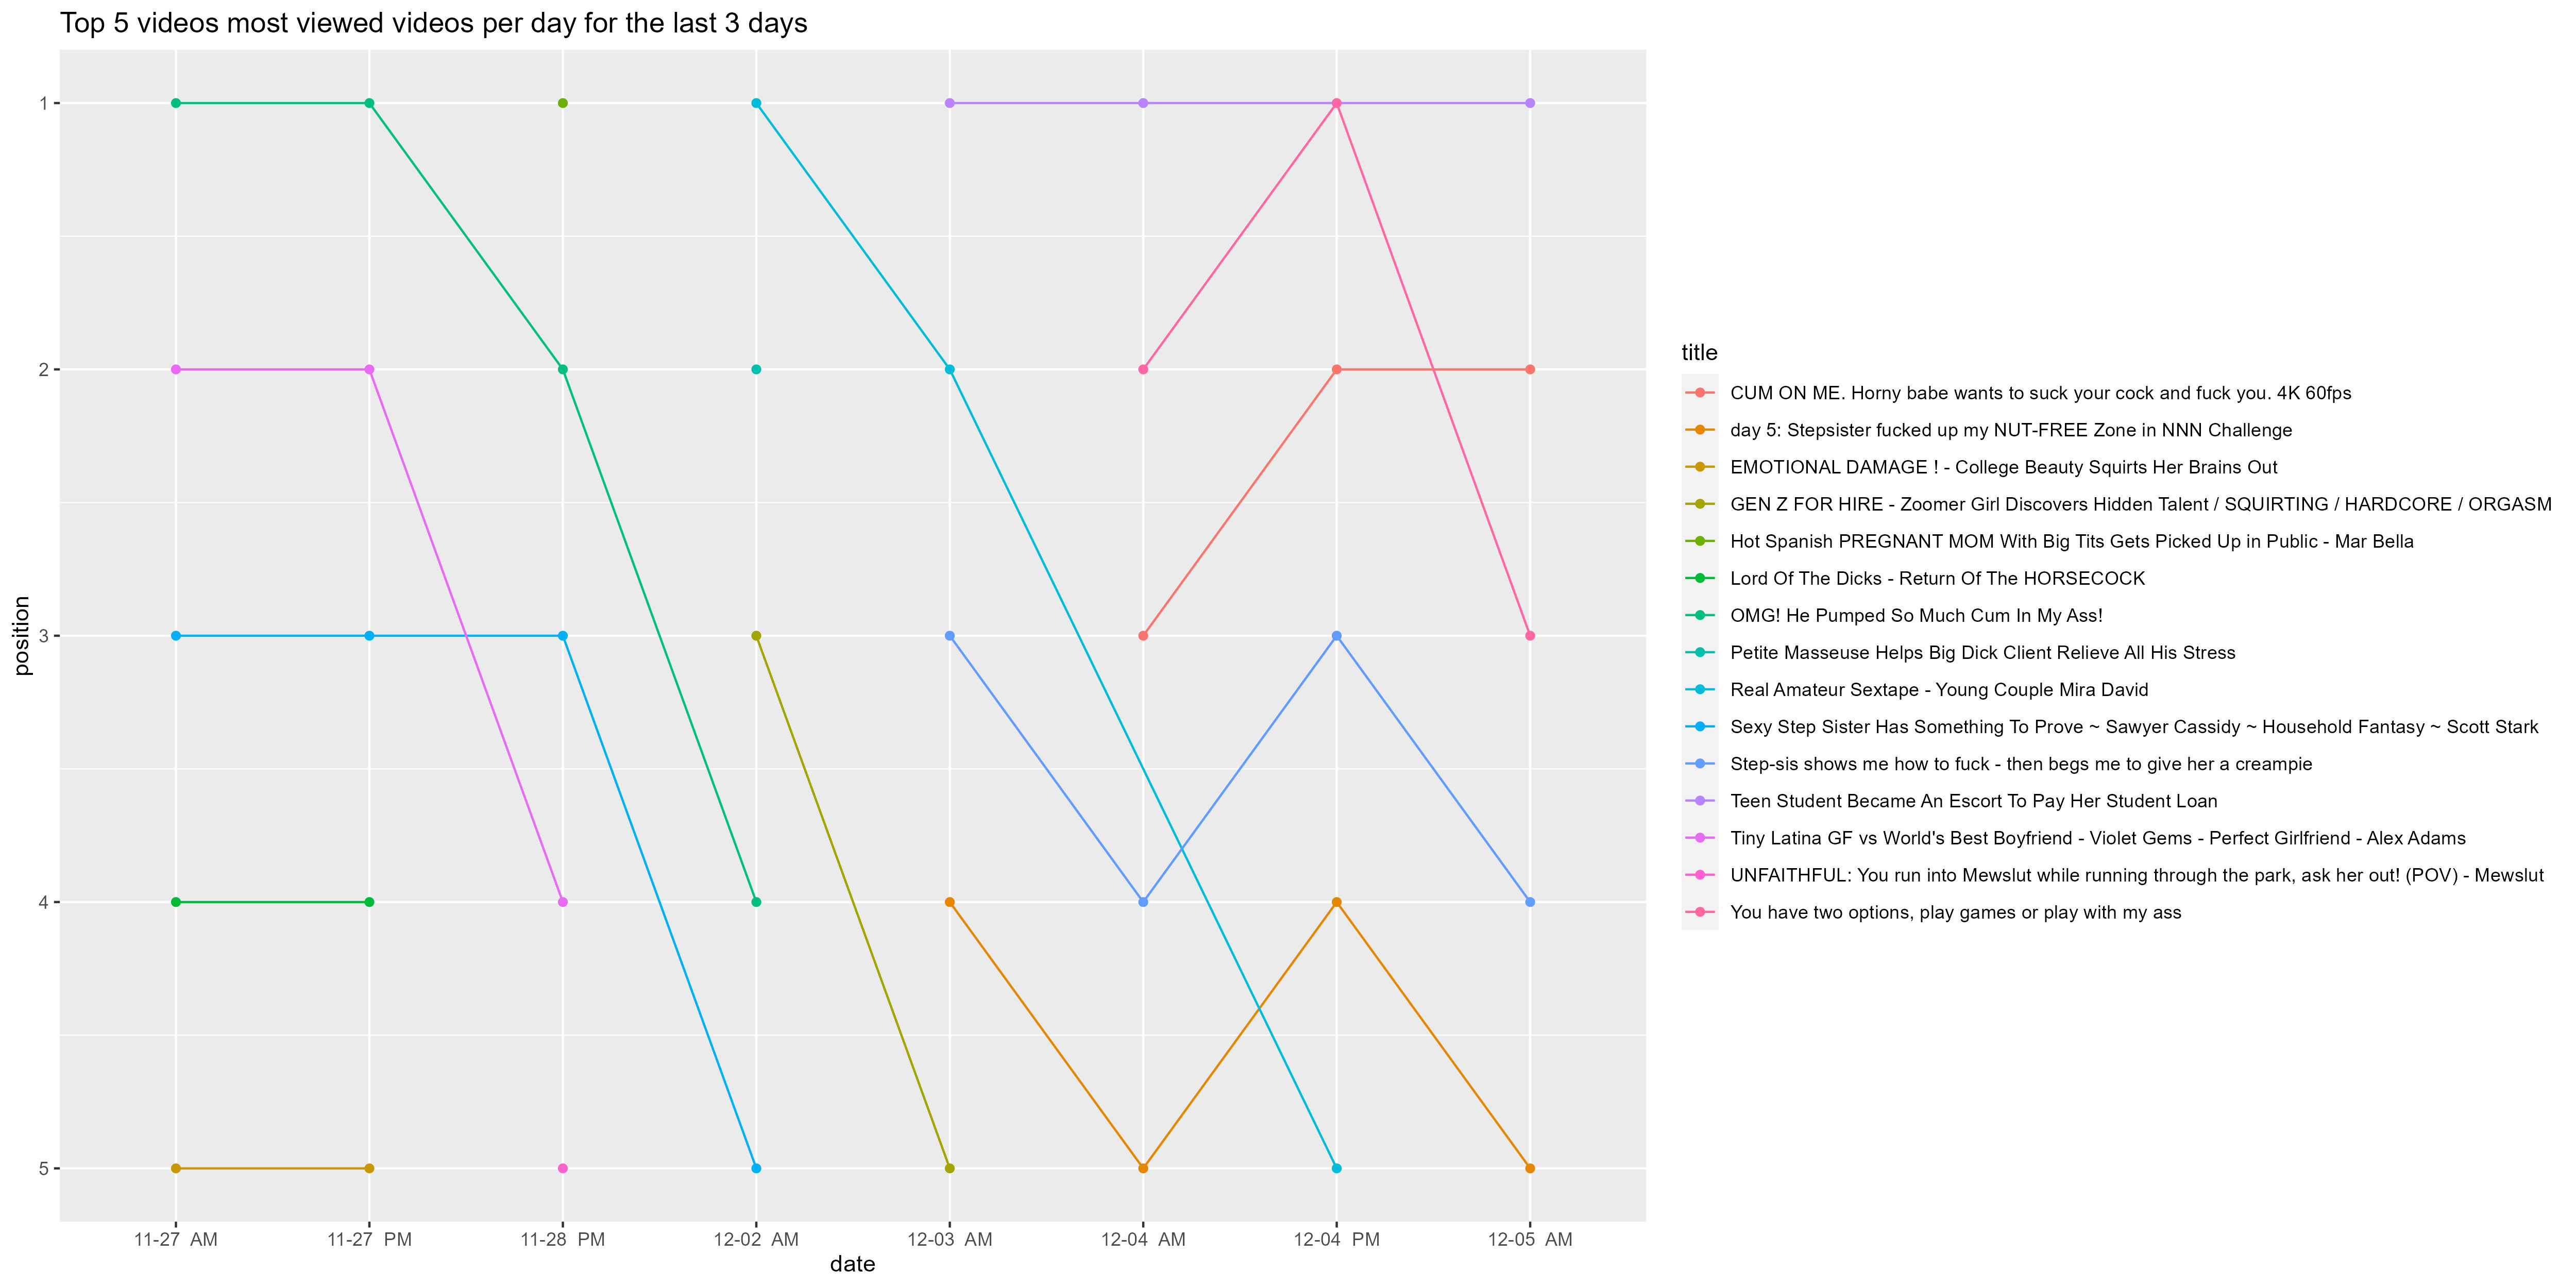 Top 5 videos most viewed videos per day for the last 3 days
1
2
3
4
5
position
11-27 AM
11-27 PM
11-28 PM
12-02 AM
12-03 AM
12-04 AM
12-04 PM
12-05 AM
date
title
CUM ON ME. Horny babe wants to suck your cock and fuck you. 4K 60fps
day 5: Stepsister fucked up my NUT-FREE Zone in NNN Challenge
EMOTIONAL DAMAGE ! - College Beauty Squirts Her Brains Out
GEN Z FOR HIRE - Zoomer Girl Discovers Hidden Talent / SQUIRTING / HARDCORE / ORGASM
Hot Spanish PREGNANT MOM With Big Tits Gets Picked Up in Public - Mar Bella
Lord Of The Dicks - Return Of The HORSECOCK
OMG! He Pumped So Much Cum In My Ass!
Petite Masseuse Helps Big Dick Client Relieve All His Stress
Real Amateur Sextape - Young Couple Mira David
Sexy Step Sister Has Something To Prove ~ Sawyer Cassidy ~ Household Fantasy ~ Scott Stark
Step-sis shows me how to fuck - then begs me to give her a creampie
Teen Student Became An Escort To Pay Her Student Loan
Tiny Latina GF vs World's Best Boyfriend - Violet Gems - Perfect Girlfriend - Alex Adams
UNFAITHFUL: You run into Mewslut while running through the park, ask her out! (POV) - Mewslut
You have two options, play games or play with my ass